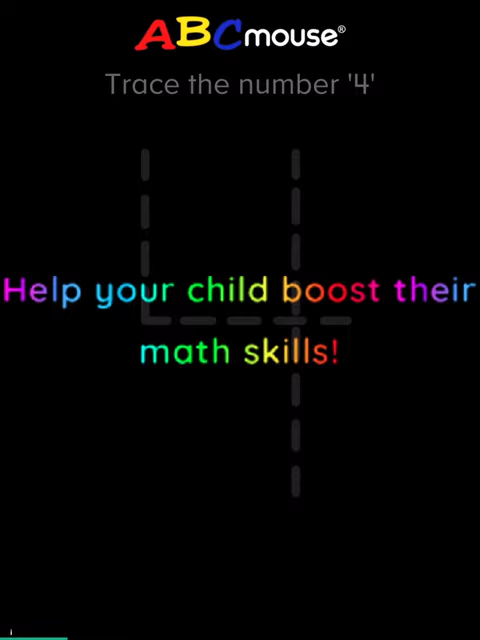 ABCmouse®
Trace the number '4'
Help your child boost their
math skills!
i